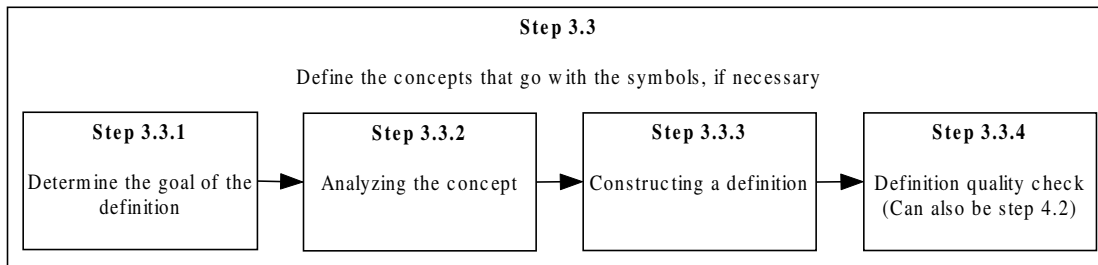 Step 3.3
Define the concepts that go with the symbols, if necessary
Step 3.3.1
Determine the goal of the
definition
Step 3.3.2
Analyzing the concept
Step 3.3.3
Constructing a definition
Step 3.3.4
Definition quality check
(Can also be step 4.2)